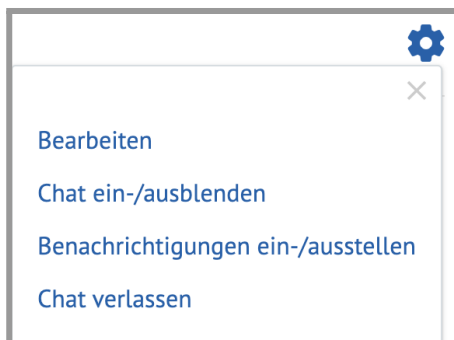 Bearbeiten
Chat ein-/ausblenden
Benachrichtigungen ein-/ausstellen
Chat verlassen